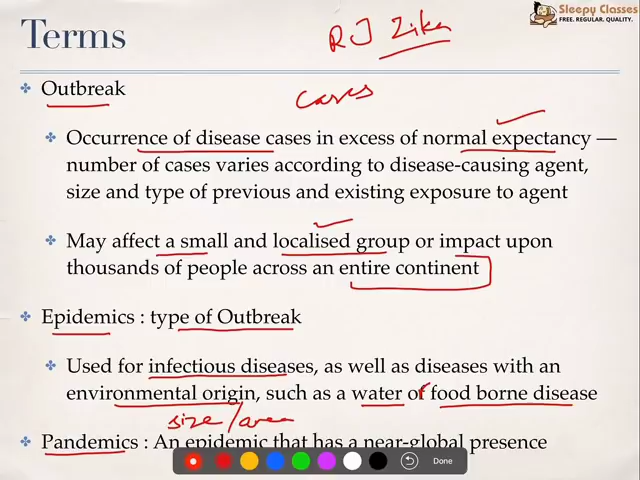 Sleepy Classes
FREE. REGULAR. QUALITY.
Terms
RJ Zika
Outbreak
cases
Occurrence of disease cases in excess of normal expectancy —
number of cases varies according to disease-causing agent,
size and type of previous and existing exposure to agent
May affect a small and localised group or impact upon
thousands of people across an entire continent
Epidemics : type of Outbreak
Used for infectious diseases, as well as diseases with an
environmental origin, such as a water of food borne disease
size/area
Pandemics : An epidemic that has a near-global presence
Done